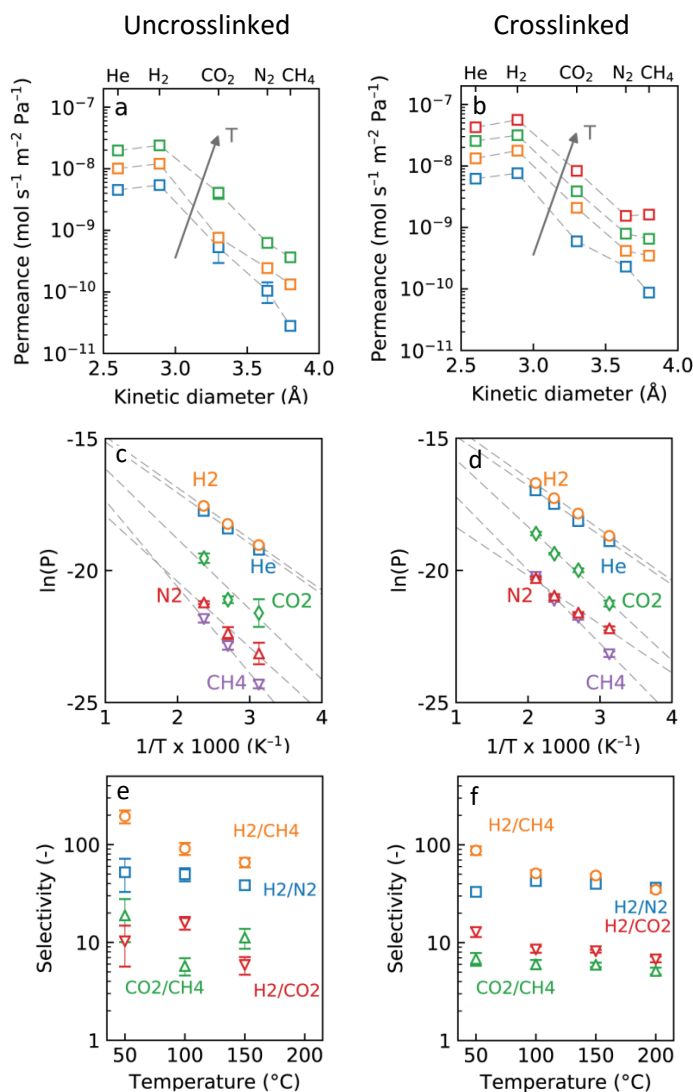 Uncrosslinked Crosslinked
He H₂ CO₂ N₂ CH₄
a
T
10⁻⁷
10⁻⁸
10⁻⁹
10⁻¹⁰
10⁻¹¹
Permeance (mol s⁻¹ m⁻² Pa⁻¹)
2.5 3.0 3.5 4.0
Kinetic diameter (Å)
He H₂ CO₂ N₂ CH₄
b
T
10⁻⁷
10⁻⁸
10⁻⁹
10⁻¹⁰
10⁻¹¹
Permeance (mol s⁻¹ m⁻² Pa⁻¹)
2.5 3.0 3.5 4.0
Kinetic diameter (Å)
c
-15
-20
-25
ln(P)
H2
He
N2
CO2
CH4
1 2 3 4
1/T x 1000 (K⁻¹)
d
-15
-20
-25
ln(P)
H2
He
N2
CO2
CH4
1 2 3 4
1/T x 1000 (K⁻¹)
e
100
10
1
Selectivity (-)
H2/CH4
H2/N2
CO2/CH4
H2/CO2
50 100 150 200
Temperature (°C)
f
100
10
1
Selectivity (-)
H2/CH4
H2/N2
H2/CO2
CO2/CH4
50 100 150 200
Temperature (°C)